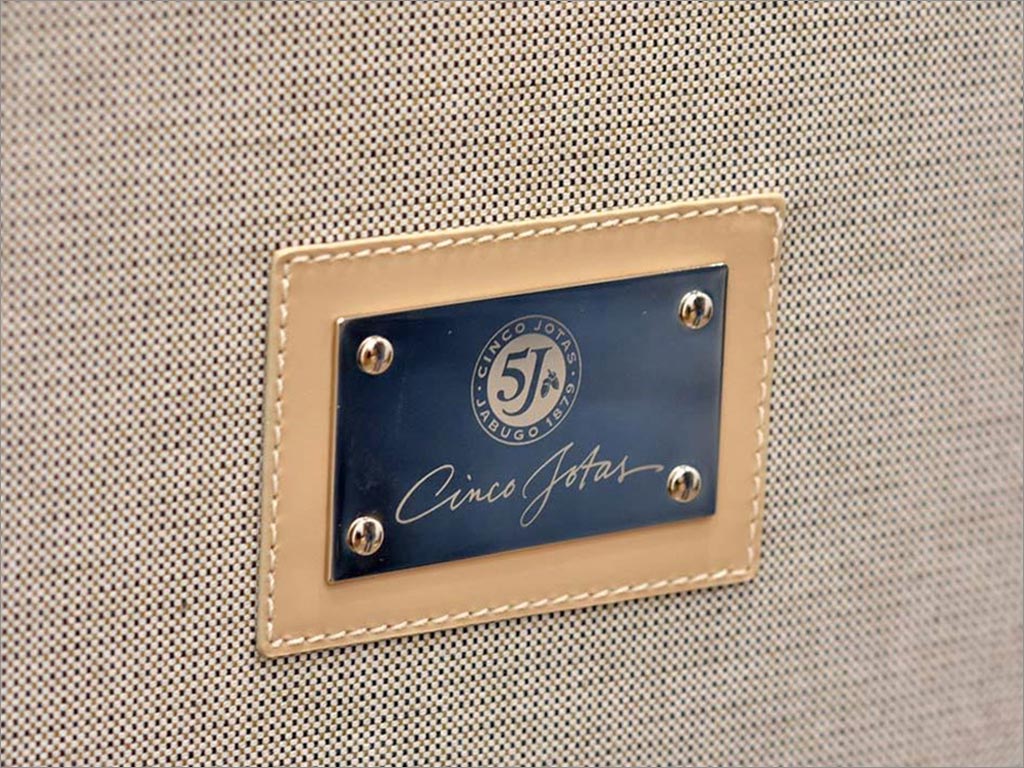 CINCO JOTAS
5J
JABUGO 1879
Cinco Jotas